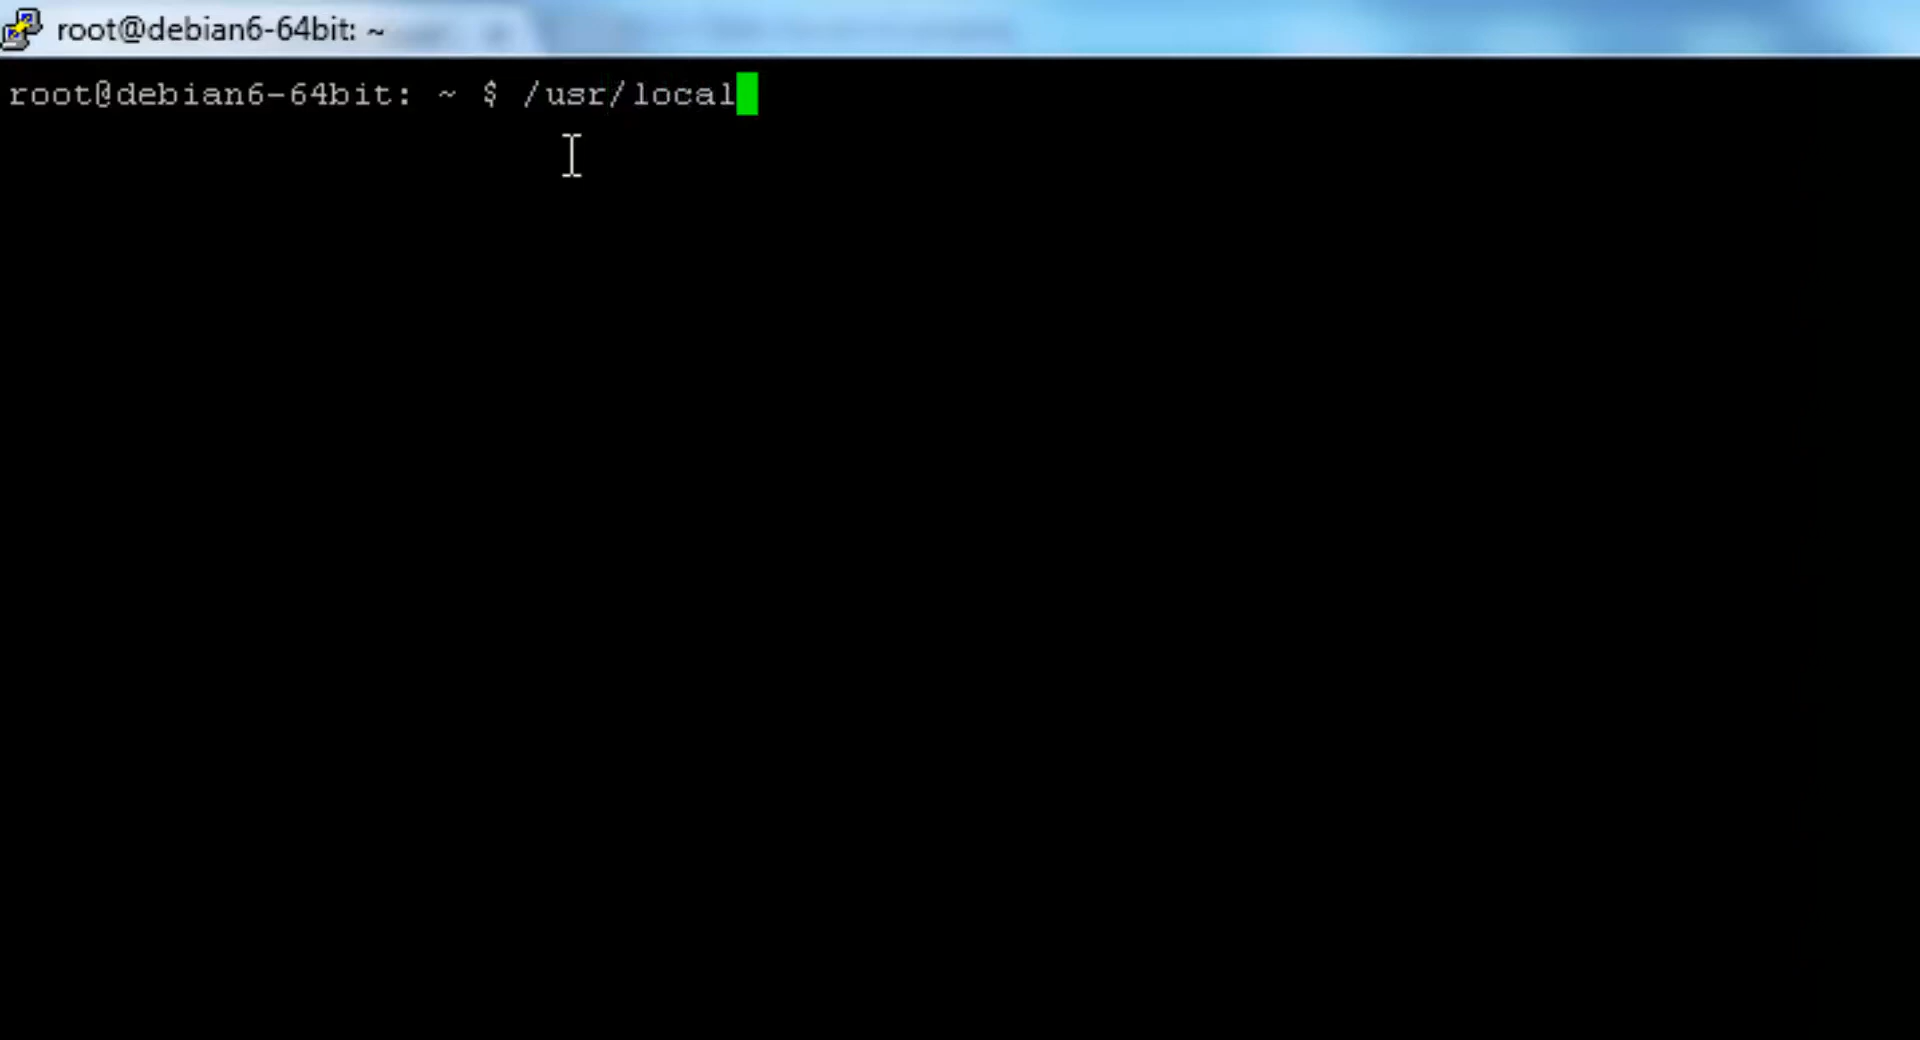 root@debian6-64bit: ~
root@debian6-64bit: ~ $ /usr/local